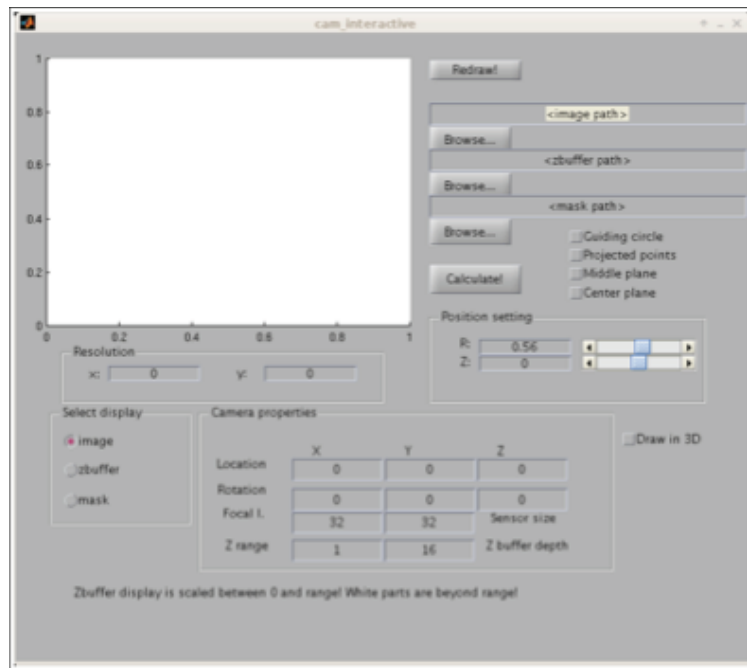 cam_interactive
1
0.8
0.6
0.4
0.2
0
0 0.2 0.4 0.6 0.8 1
Redraw!
<image path>
Browse...
<zbuffer path>
Browse...
<mask path>
Browse...
Guiding circle
Projected points
Middle plane
Center plane
Calculate!
Position setting
R: 0.56
Z: 0
Resolution
x: 0 y: 0
Select display
image
zbuffer
mask
Camera properties
X Y Z
Location 0 0 0
Rotation 0 0 0
Focal l. 32 32 Sensor size
Z range 1 16 Z buffer depth
Draw in 3D
Zbuffer display is scaled between 0 and range! White parts are beyond range!